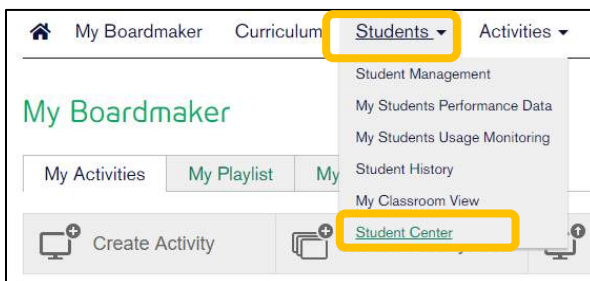 My Boardmaker Curriculum Students Activities
Student Management
My Boardmaker
My Students Performance Data
My Students Usage Monitoring
My Activities My Playlist My
Student History
My Classroom View
Create Activity
Student Center